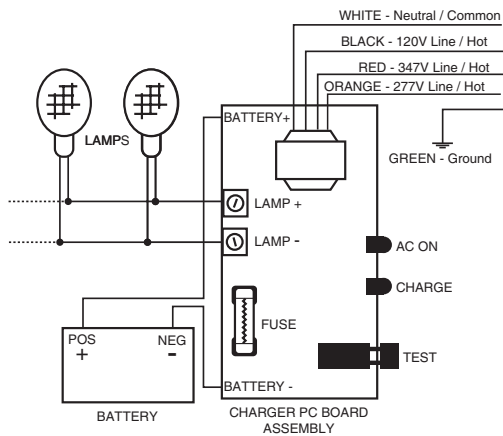 WHITE - Neutral / Common
BLACK - 120V Line / Hot
RED - 347V Line / Hot
ORANGE - 277V Line / Hot
GREEN - Ground
BATTERY+
LAMPS
LAMP +
LAMP -
AC ON
CHARGE
FUSE
TEST
POS
+
NEG
-
BATTERY -
BATTERY
CHARGER PC BOARD
ASSEMBLY